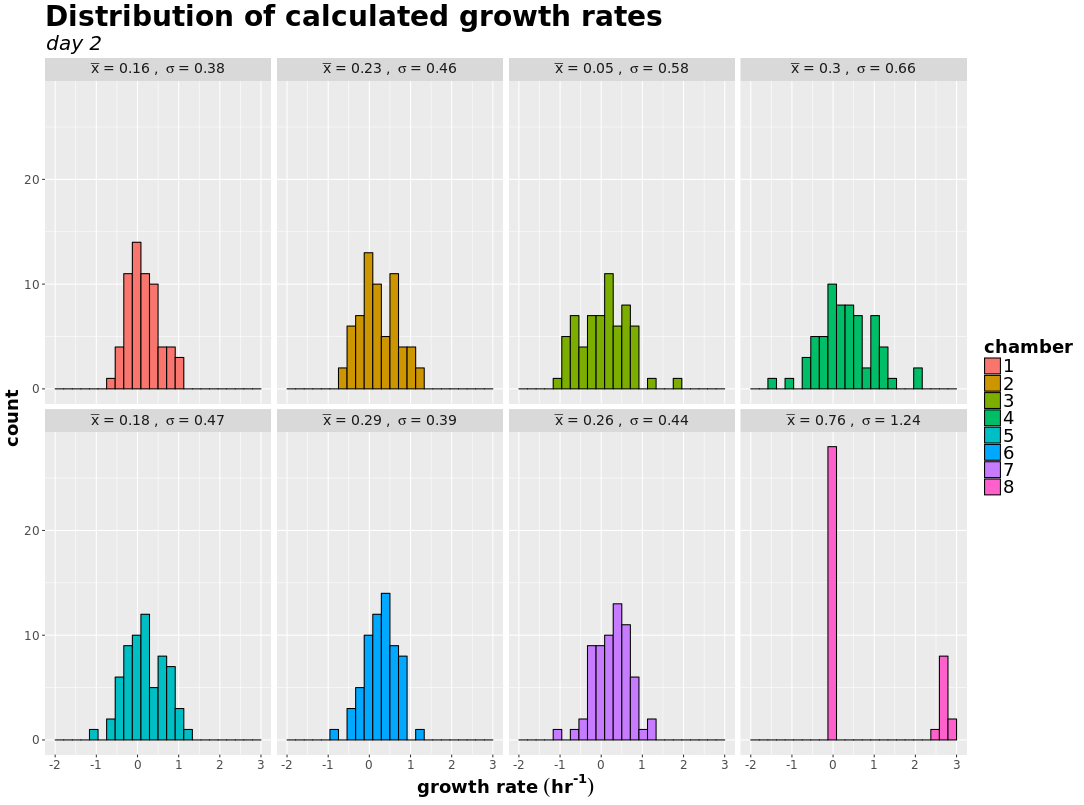 Distribution of calculated growth rates
day 2
x̅ = 0.16 , σ = 0.38
x̅ = 0.23 , σ = 0.46
x̅ = 0.05 , σ = 0.58
x̅ = 0.3 , σ = 0.66
20
10
0
count
chamber
1
2
3
4
5
6
7
8
x̅ = 0.18 , σ = 0.47
x̅ = 0.29 , σ = 0.39
x̅ = 0.26 , σ = 0.44
x̅ = 0.76 , σ = 1.24
20
10
0
-2 -1 0 1 2 3
-2 -1 0 1 2 3
-2 -1 0 1 2 3
-2 -1 0 1 2 3
growth rate (hr⁻¹)